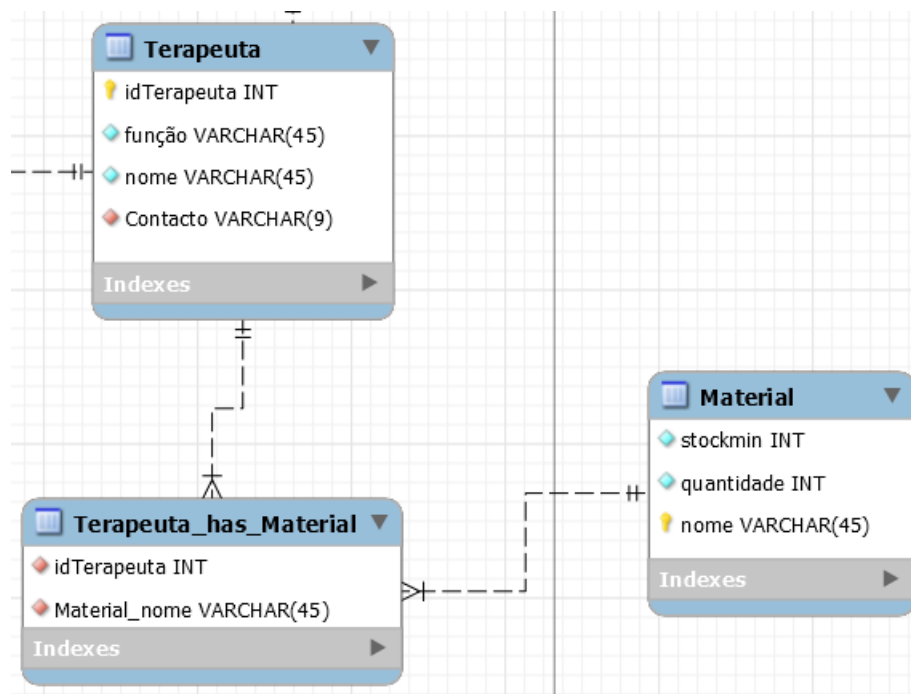 Terapeuta
idTerapeuta INT
função VARCHAR(45)
nome VARCHAR(45)
Contacto VARCHAR(9)
Indexes
Material
stockmin INT
quantidade INT
nome VARCHAR(45)
Indexes
Terapeuta_has_Material
idTerapeuta INT
Material_nome VARCHAR(45)
Indexes